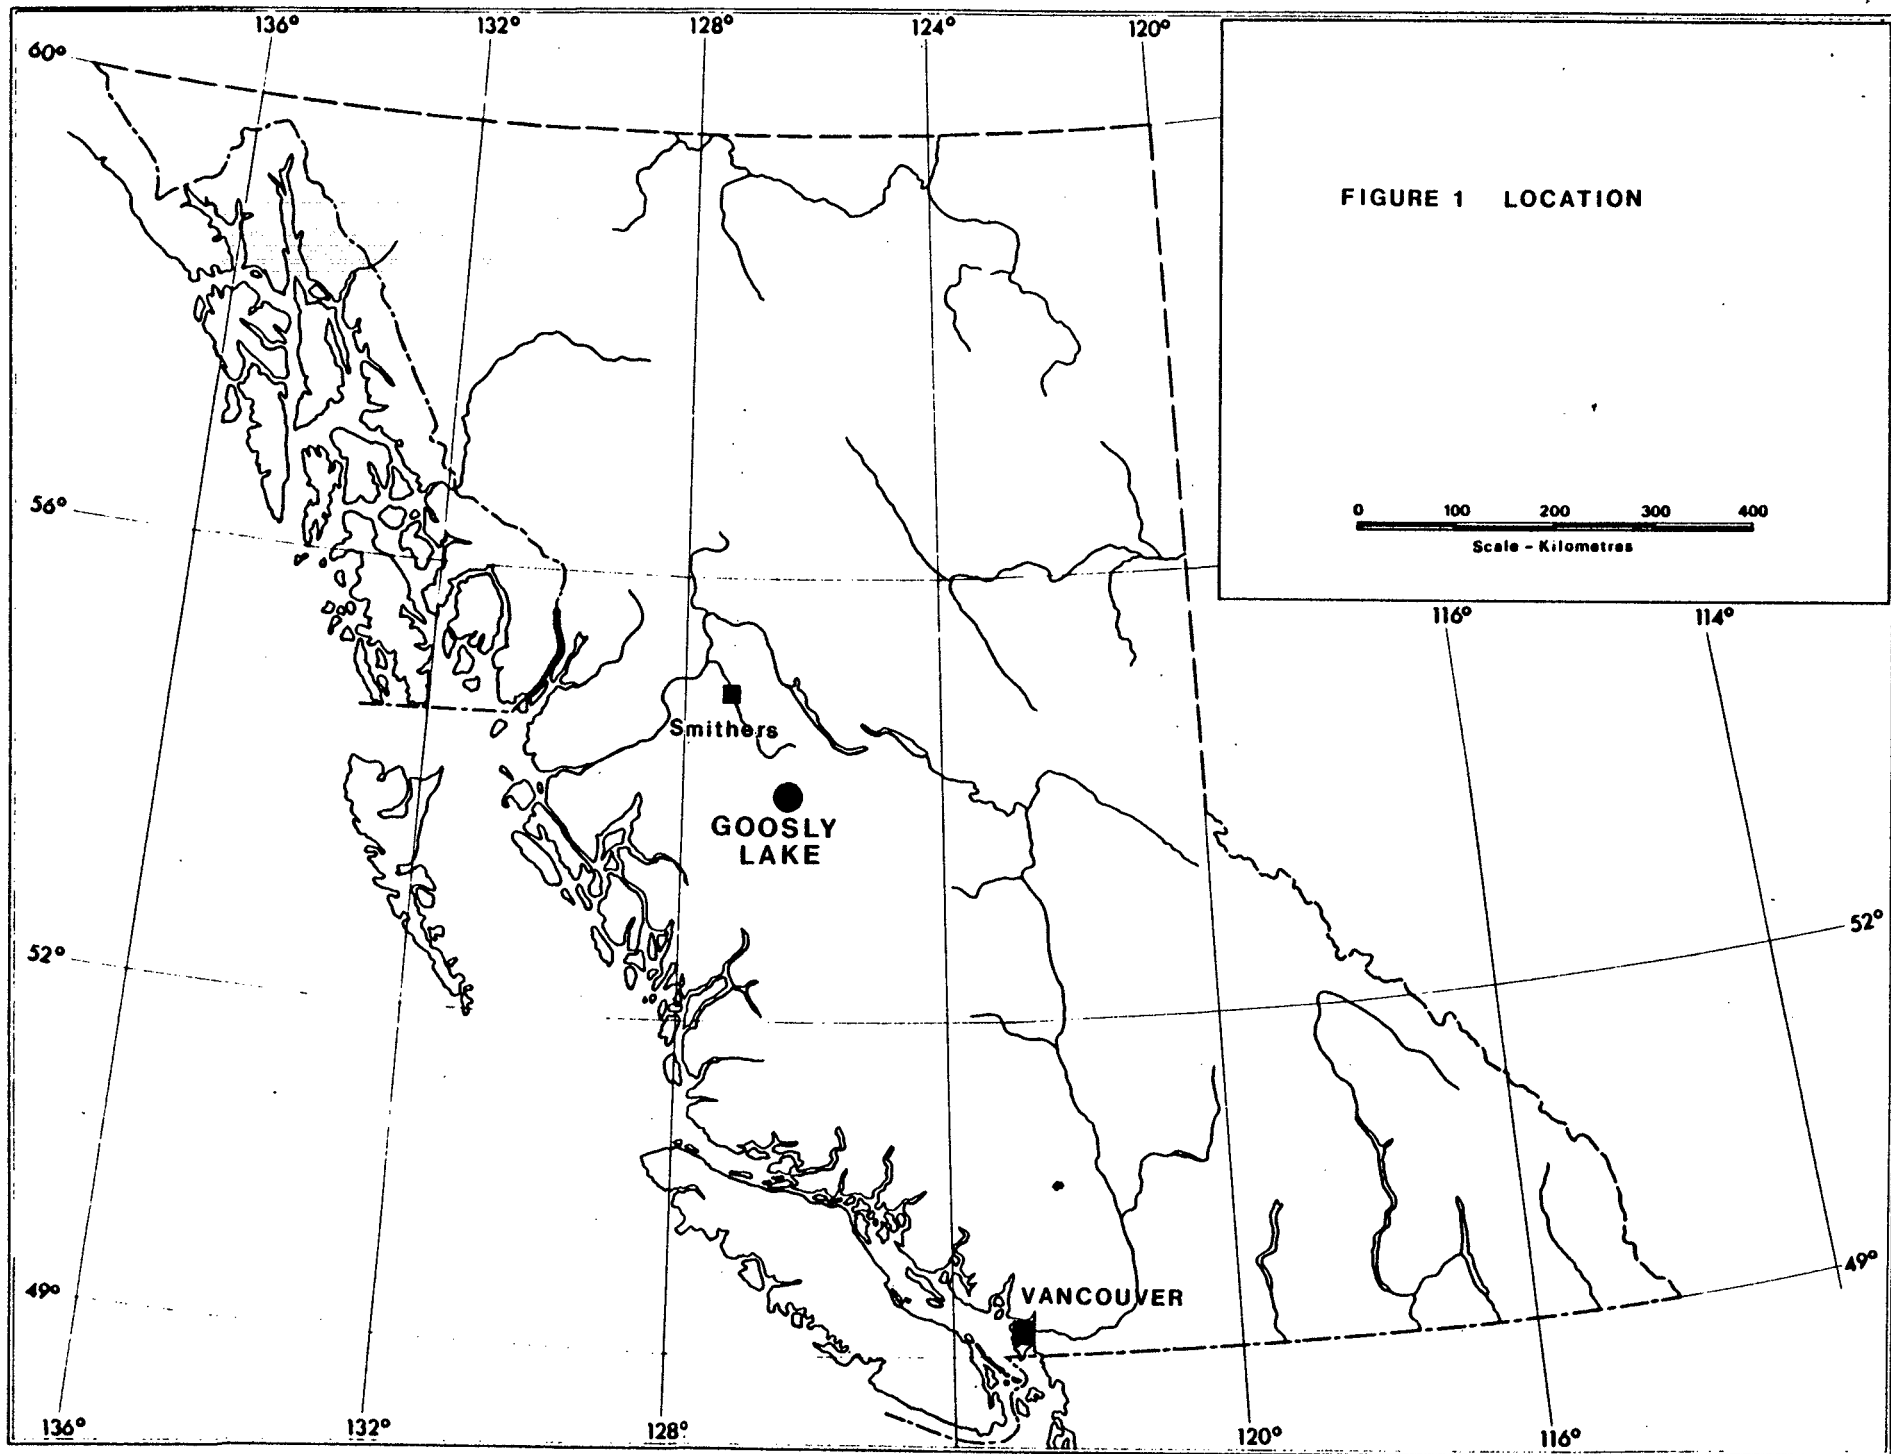 136° 132° 128° 124° 120°
60°
FIGURE 1 LOCATION
56°
0 100 200 300 400
Scale - Kilometres
116° 114°
Smithers
GOOSLY
LAKE
52°
52°
49°
49°
VANCOUVER
136° 132° 128° 120° 116°